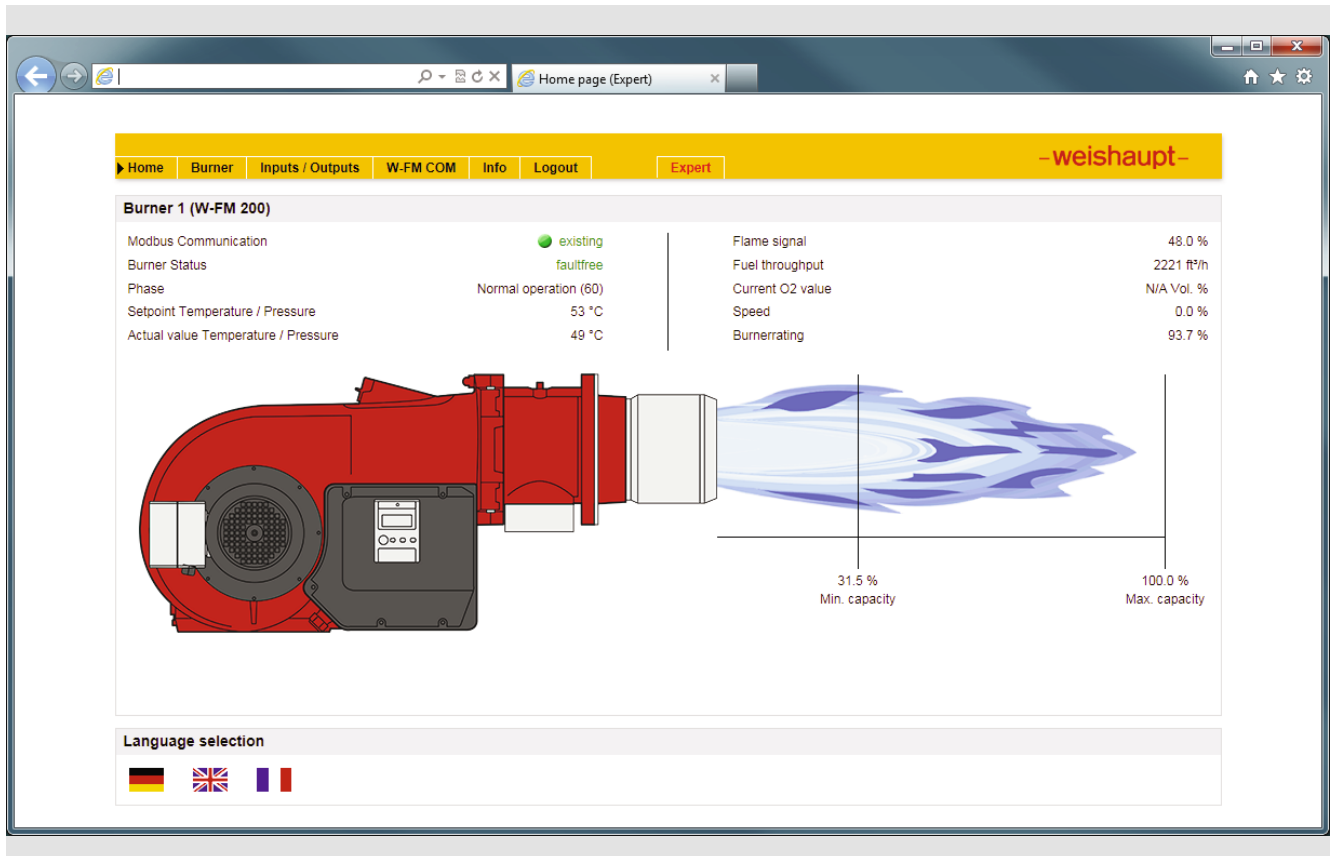 Home page (Expert)
-weishaupt-
Home Burner Inputs / Outputs W-FM COM Info Logout Expert
Burner 1 (W-FM 200)
Modbus Communication existing
Burner Status faultfree
Phase Normal operation (60)
Setpoint Temperature / Pressure 53 °C
Actual value Temperature / Pressure 49 °C
Flame signal 48.0 %
Fuel throughput 2221 ft³/h
Current O2 value N/A Vol. %
Speed 0.0 %
Burnerrating 93.7 %
31.5 %
Min. capacity
100.0 %
Max. capacity
Language selection